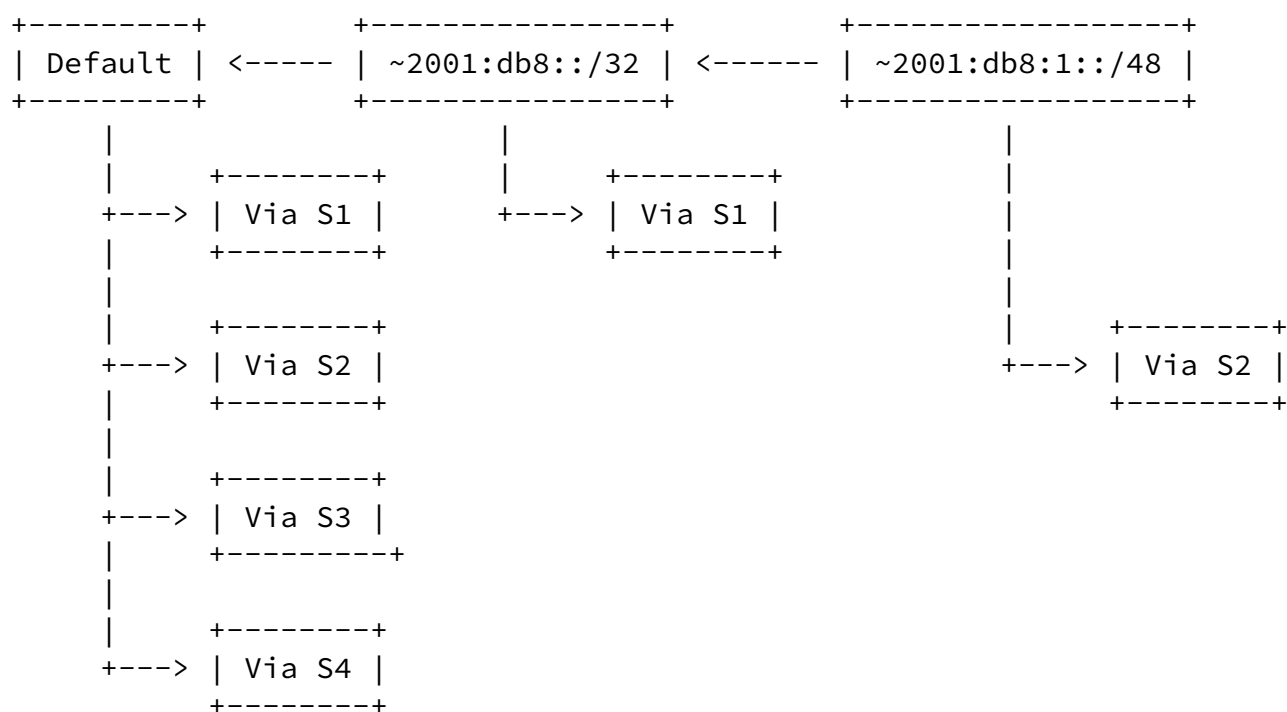 Default <----- ~2001:db8::/32 <------ ~2001:db8:1::/48
Via S1 Via S1
Via S2 Via S2
Via S3
Via S4